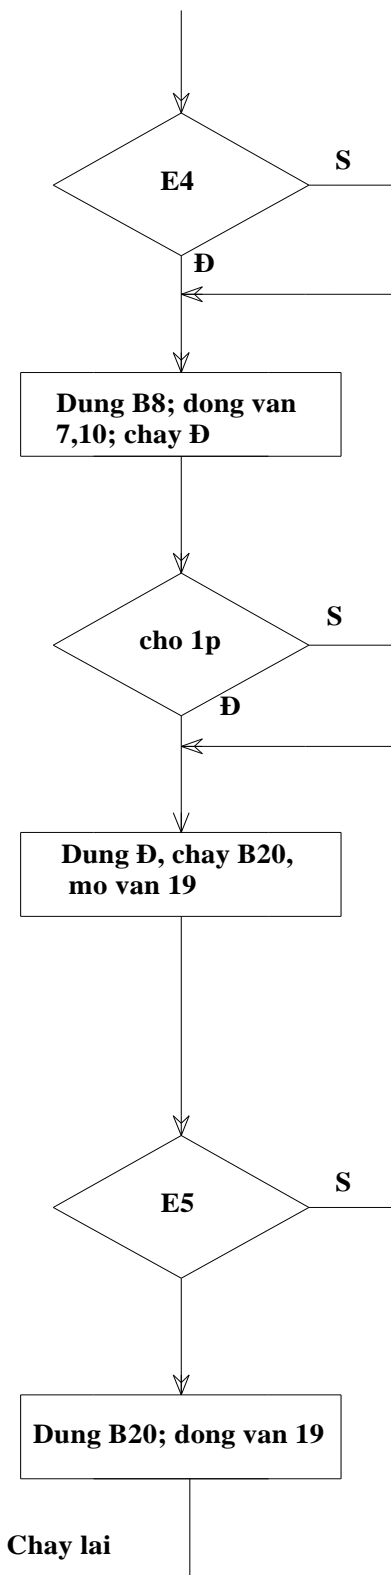 E4
S
Đ
Dung B8; dong van
7,10; chay Đ
cho 1p
S
Đ
Dung Đ, chay B20,
mo van 19
E5
S
Dung B20; dong van 19
Chay lai